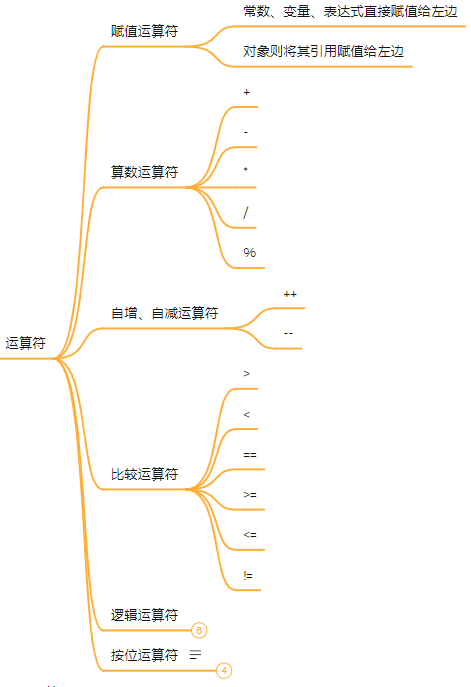 赋值运算符
常数、变量、表达式直接赋值给左边
对象则将其引用赋值给左边
算数运算符
+
-
*
/
%
自增、自减运算符
++
--
运算符
比较运算符
>
<
==
>=
<=
!=
逻辑运算符
6
按位运算符
4